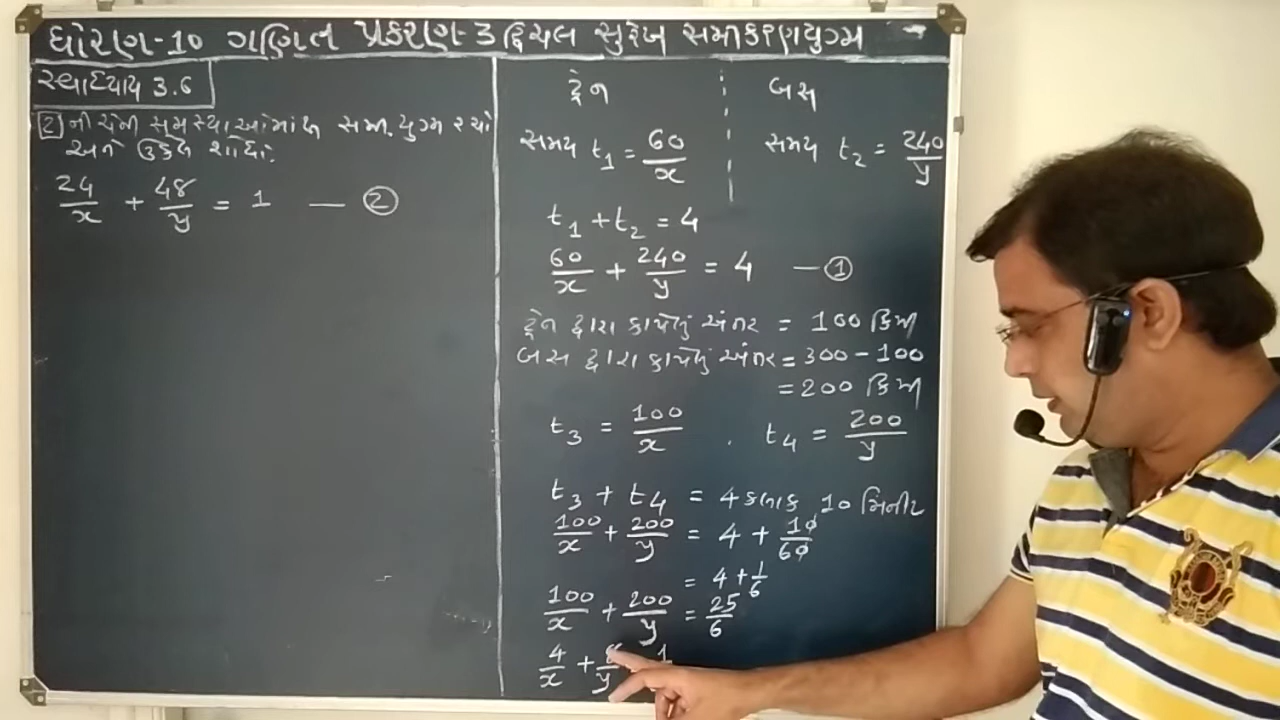 ધોરણ-10 ગણિત પ્રકરણ-3 દ્વિચલ સુરેખ સમીકરણયુગ્મ
સ્વાધ્યાય 3.6
2 નીચેની સમસ્યાઓમાંથી સમી. યુગ્મ રચો
અને ઉકેલ શોધો.
24/x + 48/y = 1 — ②
ટ્રેન બસ
સમય t₁ = 60/x સમય t₂ = 240/y
t₁ + t₂ = 4
60/x + 240/y = 4 — ①
ટ્રેન દ્વારા કાપેલું અંતર = 100 કિમી
બસ દ્વારા કાપેલું અંતર = 300 - 100
= 200 કિમી
t₃ = 100/x . t₄ = 200/y
t₃ + t₄ = 4 કલાક 10 મિનીટ
100/x + 200/y = 4 + 10/60
= 4 + 1/6
100/x + 200/y = 25/6
4/x + 8/y 1